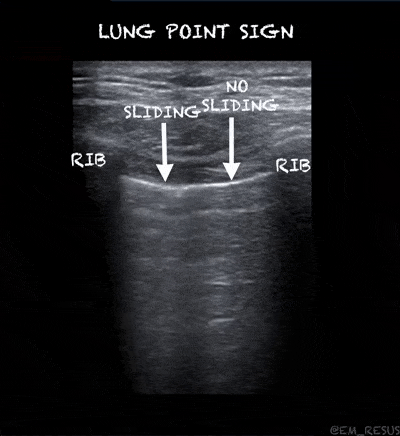 LUNG POINT SIGN
NO
SLIDING SLIDING
RIB RIB
@EM_RESUS